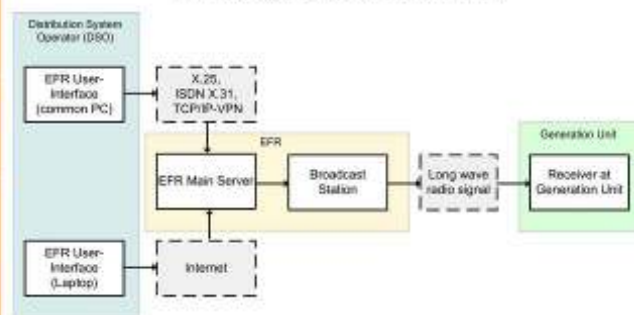 Distribution System
Operator (DSO)
EFR User-
Interface
(common PC)
X.25,
ISDN X.31,
TCP/IP-VPN
EFR
EFR Main Server
Broadcast
Station
Long wave
radio signal
Generation Unit
Receiver at
Generation Unit
EFR User-
Interface
(Laptop)
Internet